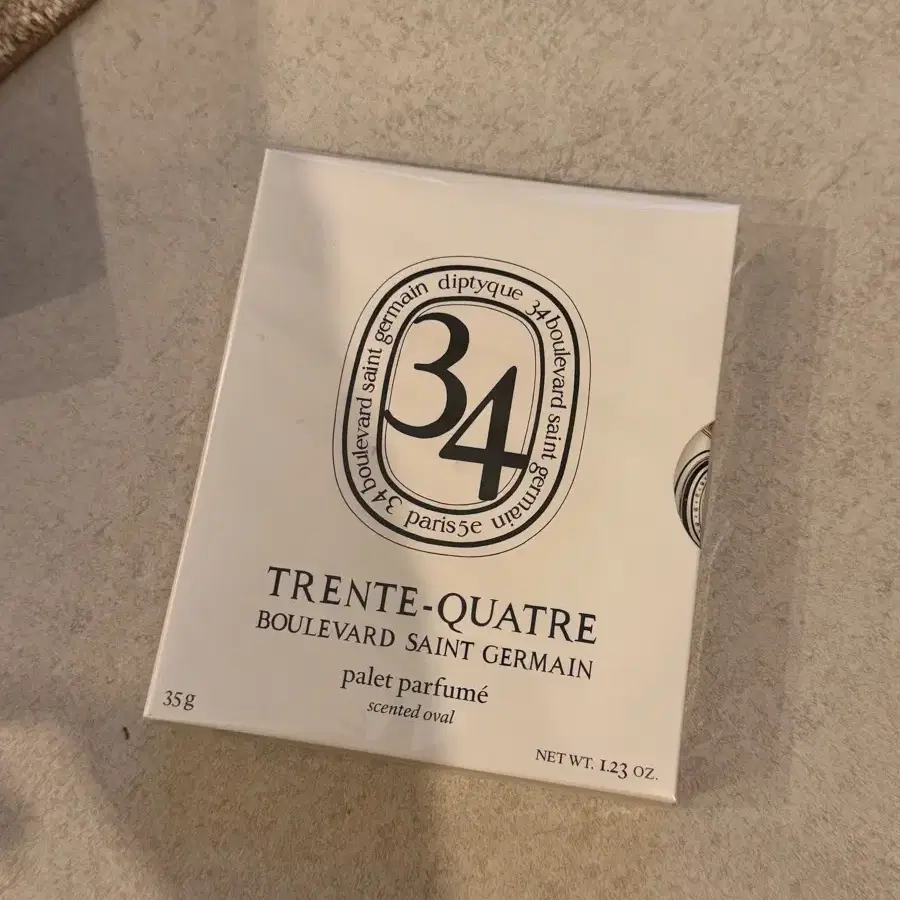 diptyque 34 boulevard saint germain paris 5e 34 boulevard saint germain
34
TRENTE-QUATRE
BOULEVARD SAINT GERMAIN
palet parfumé
scented oval
35 g
NET WT. 1.23 OZ.